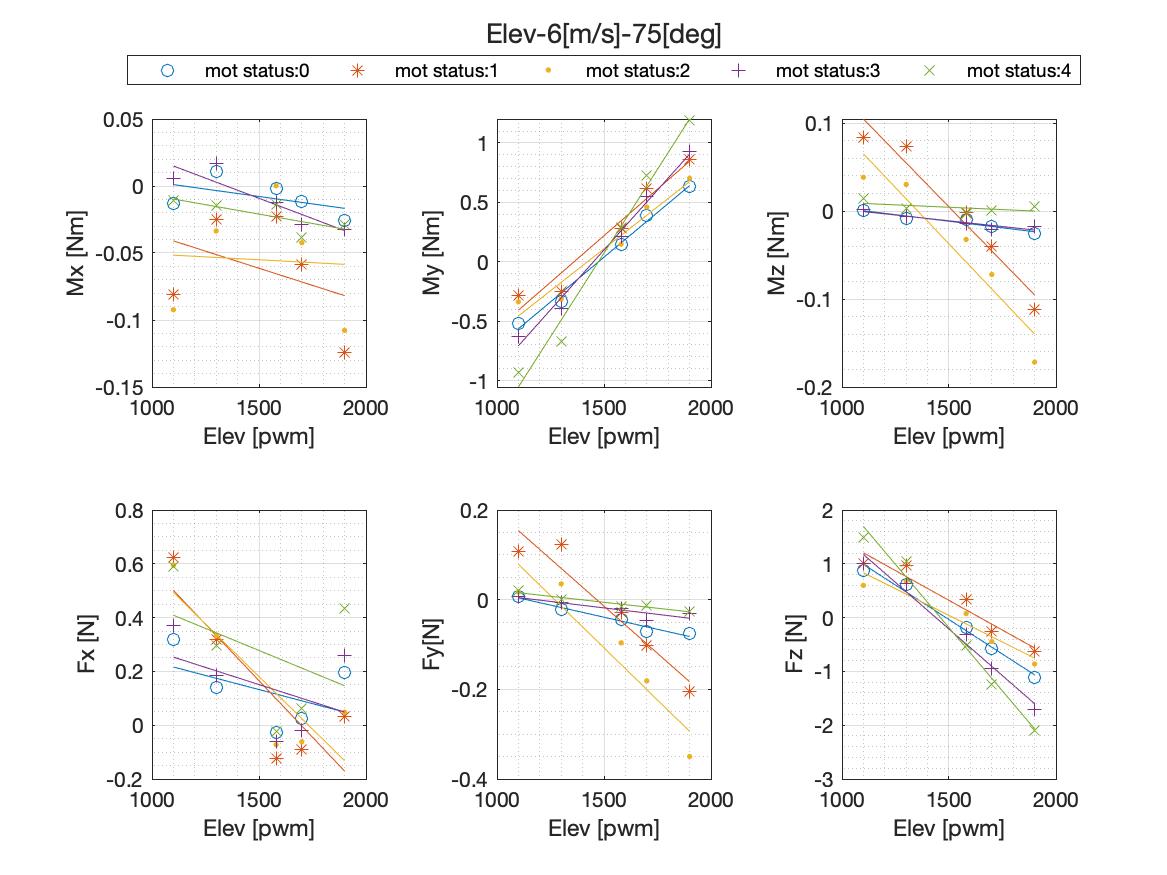 Elev-6[m/s]-75[deg]
mot status:0 mot status:1 mot status:2 mot status:3 mot status:4
0.05
0
-0.05
-0.1
-0.15
Mx [Nm]
1000 1500 2000
Elev [pwm]
1
0.5
0
-0.5
-1
My [Nm]
1000 1500 2000
Elev [pwm]
0.1
0
-0.1
-0.2
Mz [Nm]
1000 1500 2000
Elev [pwm]
0.8
0.6
0.4
0.2
0
-0.2
Fx [N]
1000 1500 2000
Elev [pwm]
0.2
0
-0.2
-0.4
Fy[N]
1000 1500 2000
Elev [pwm]
2
1
0
-1
-2
-3
Fz [N]
1000 1500 2000
Elev [pwm]